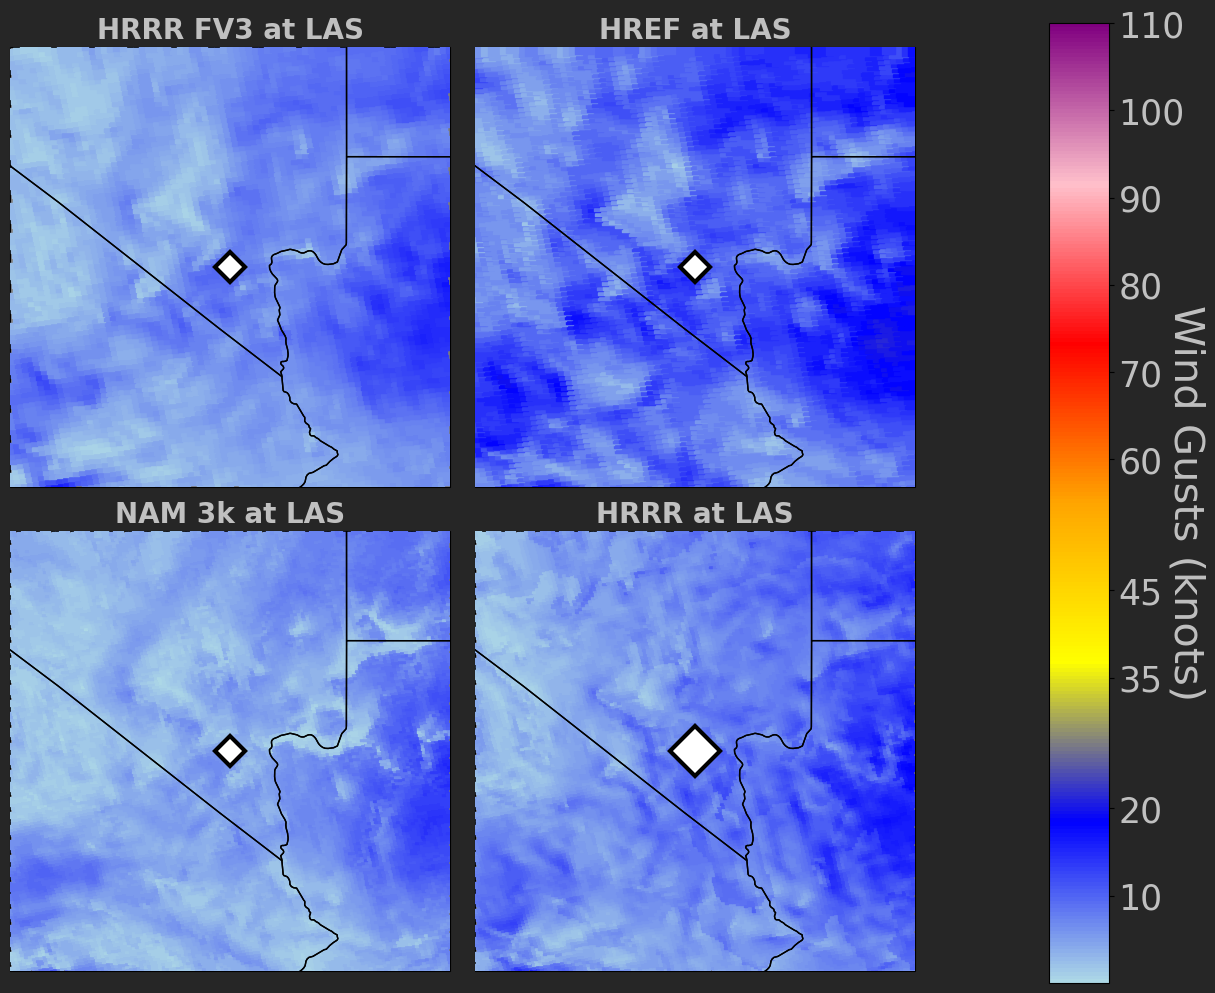 HRRR FV3 at LAS
HREF at LAS
NAM 3k at LAS
HRRR at LAS
110
100
90
80
70
60
45
35
20
10
Wind Gusts (knots)